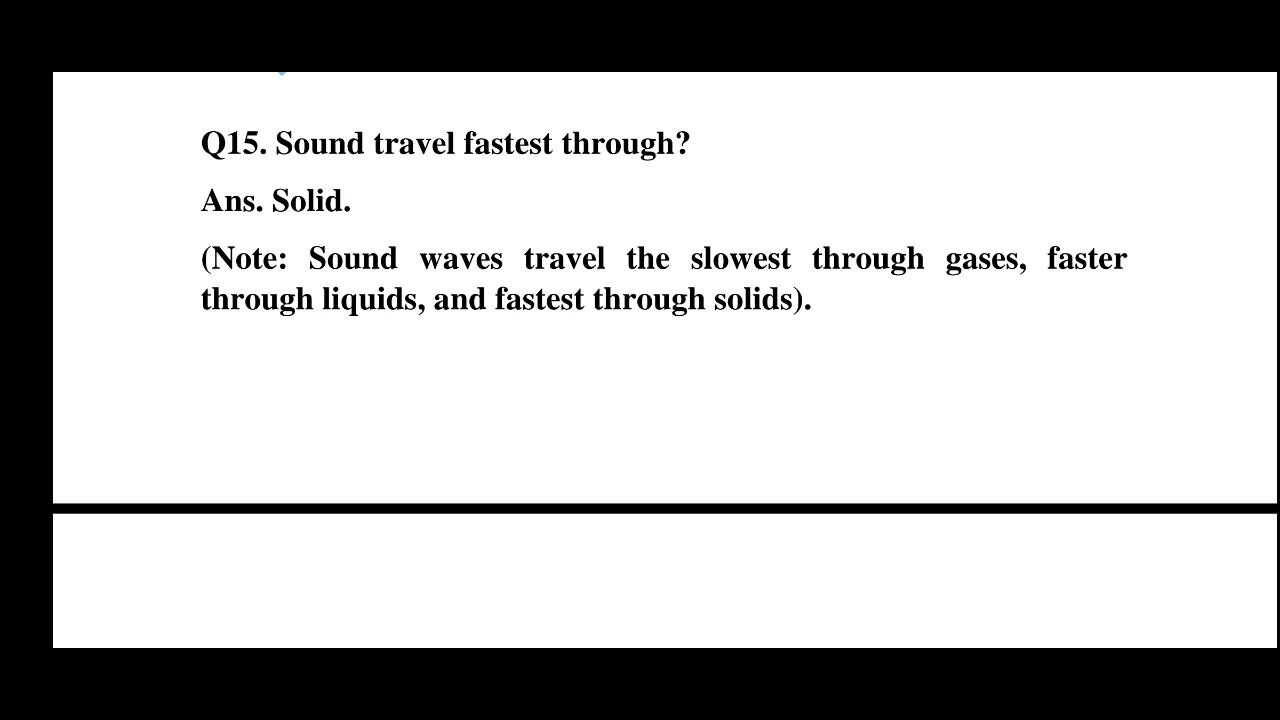 Q15. Sound travel fastest through?
Ans. Solid.
(Note: Sound waves travel the slowest through gases, faster
through liquids, and fastest through solids).